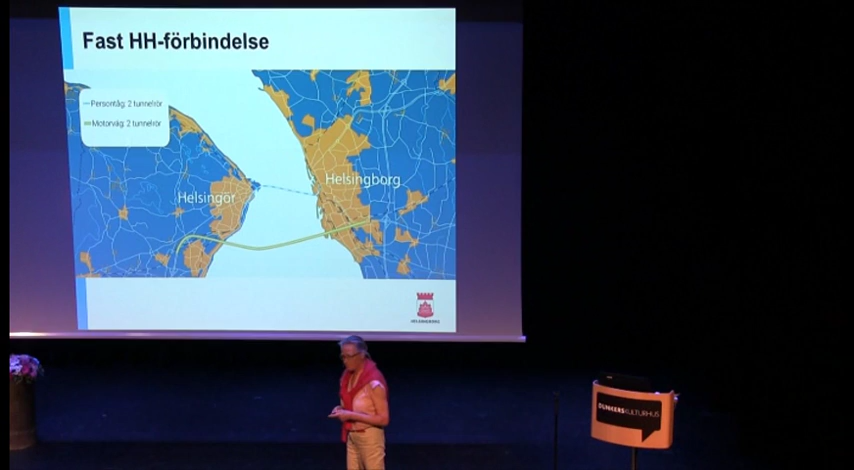 Fast HH-förbindelse
Persontåg: 2 tunnelrör
Motorväg: 2 tunnelrör
Helsingör
Helsingborg
HELSINGBORG
DUNKERSKULTURHUS